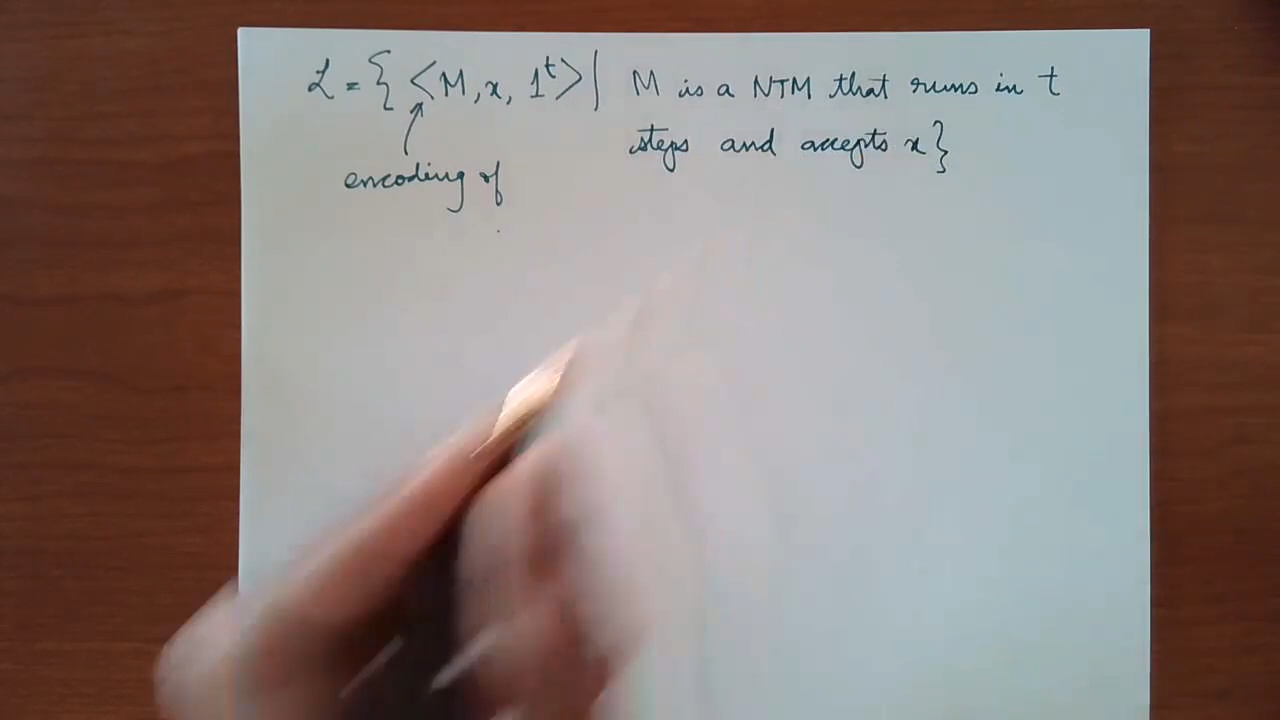 L = { <M, x, 1^t> | M is a NTM that runs in t
steps and accepts x}
encoding of